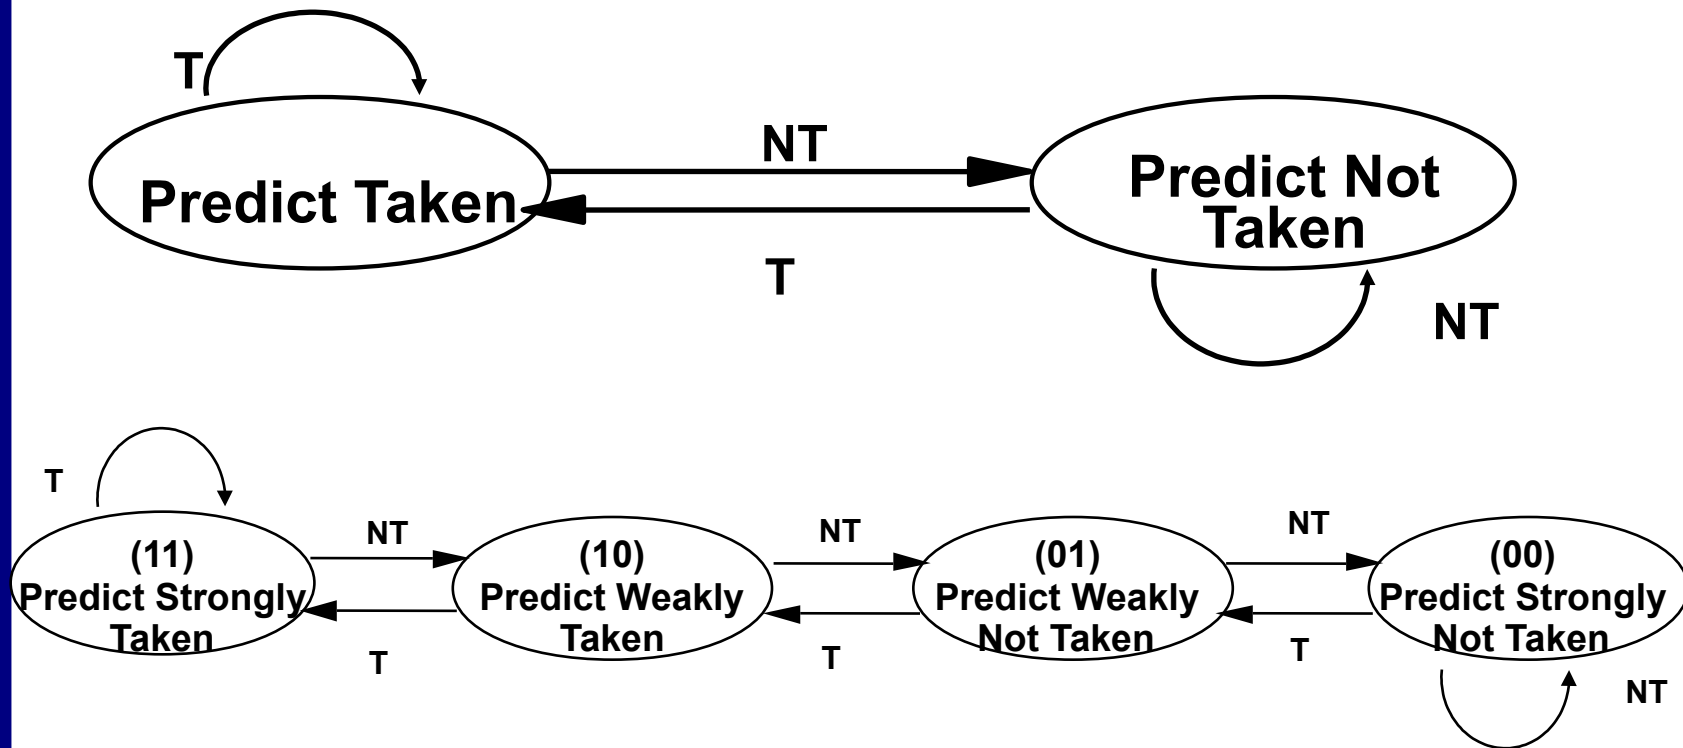 T
NT
Predict Taken
Predict Not
Taken
T
NT
T
NT
NT
NT
(11)
Predict Strongly
Taken
(10)
Predict Weakly
Taken
(01)
Predict Weakly
Not Taken
(00)
Predict Strongly
Not Taken
T
T
T
NT